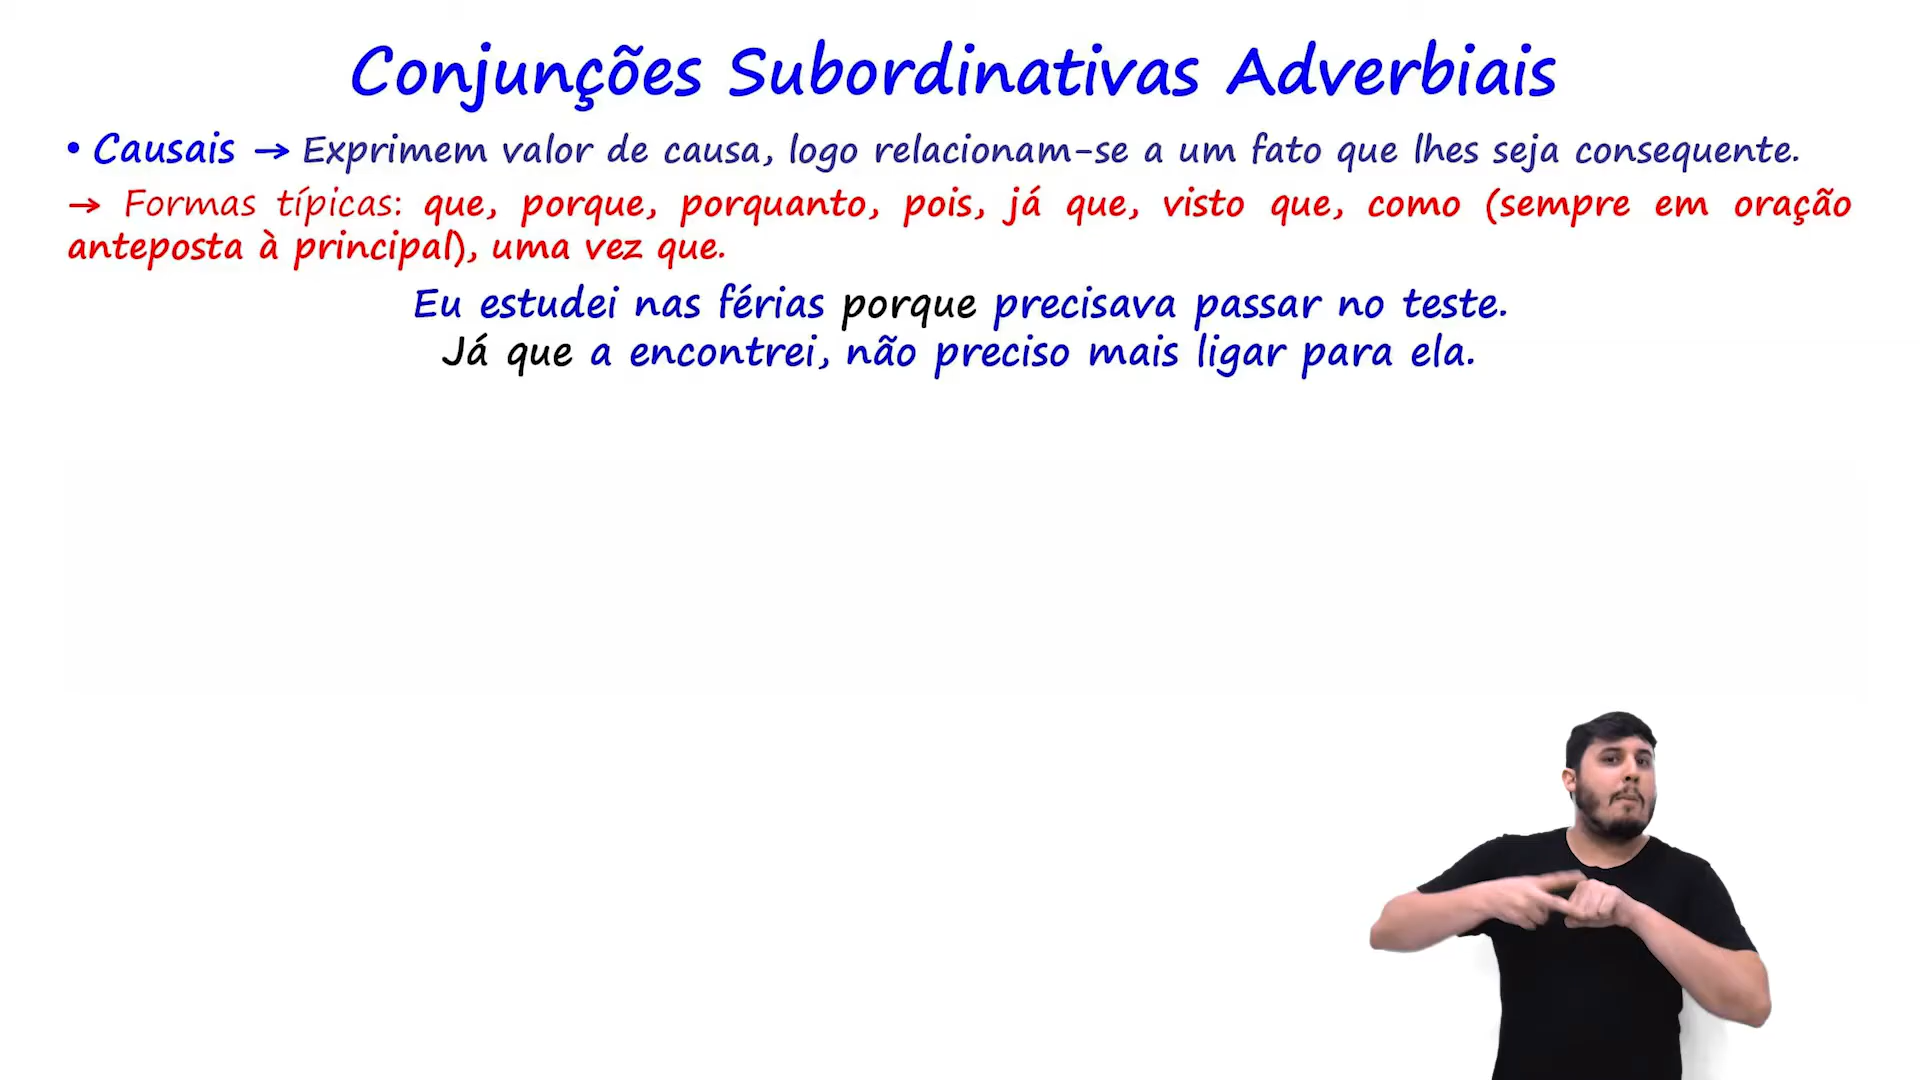 Conjunções Subordinativas Adverbiais
• Causais → Exprimem valor de causa, logo relacionam-se a um fato que lhes seja consequente.
→ Formas típicas: que, porque, porquanto, pois, já que, visto que, como (sempre em oração
anteposta à principal), uma vez que.
Eu estudei nas férias porque precisava passar no teste.
Já que a encontrei, não preciso mais ligar para ela.